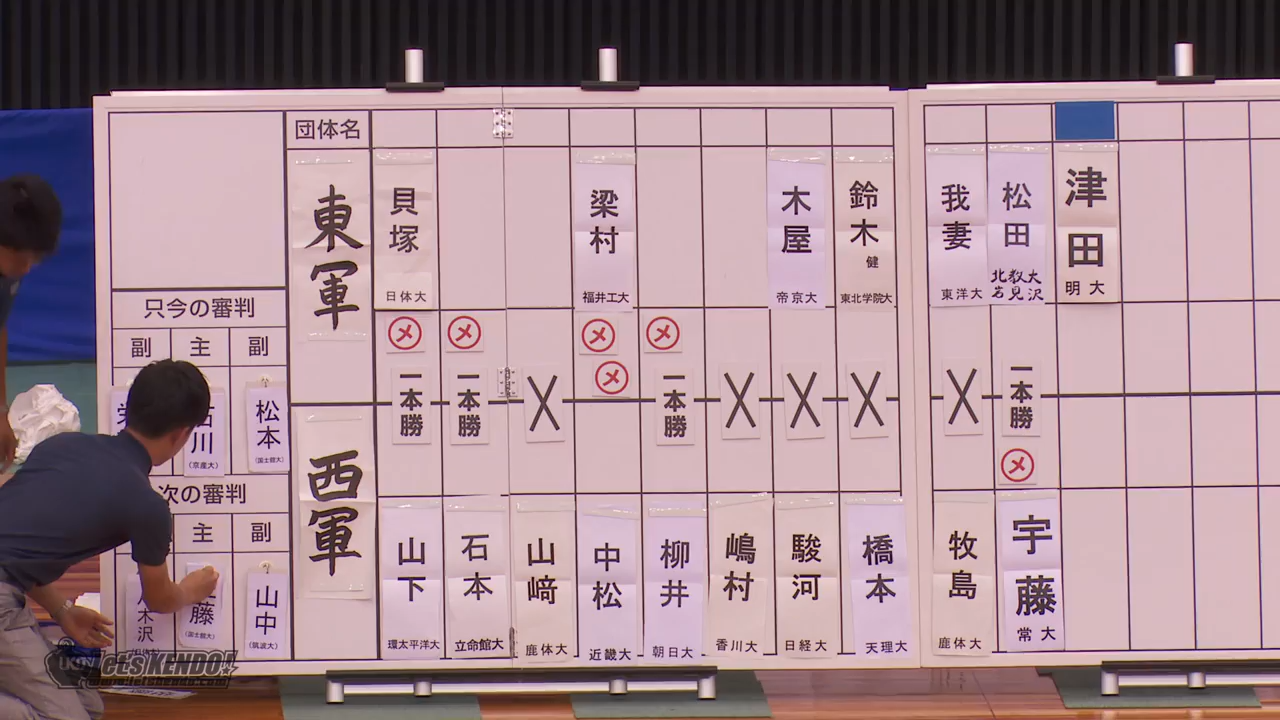 団体名
東軍
貝塚
日体大
梁村
福井工大
木屋
帝京大
鈴木 健
東北学院大
我妻
東洋大
松田
北教大
岩見沢
津田
明大
メ
メ
メ
メ
メ
一本勝
一本勝
一本勝
一本勝
メ
西軍
山下
環太平洋大
石本
立命館大
山﨑
鹿体大
中松
近畿大
柳井
朝日大
嶋村
香川大
駿河
日経大
橋本
天理大
牧島
鹿体大
宇藤
常大
只今の審判
副 主 副
川
(京産大)
松本
(国士舘大)
次の審判
主 副
藤
(国士舘大)
木沢
山中
(筑波大)
Let's KENDO!